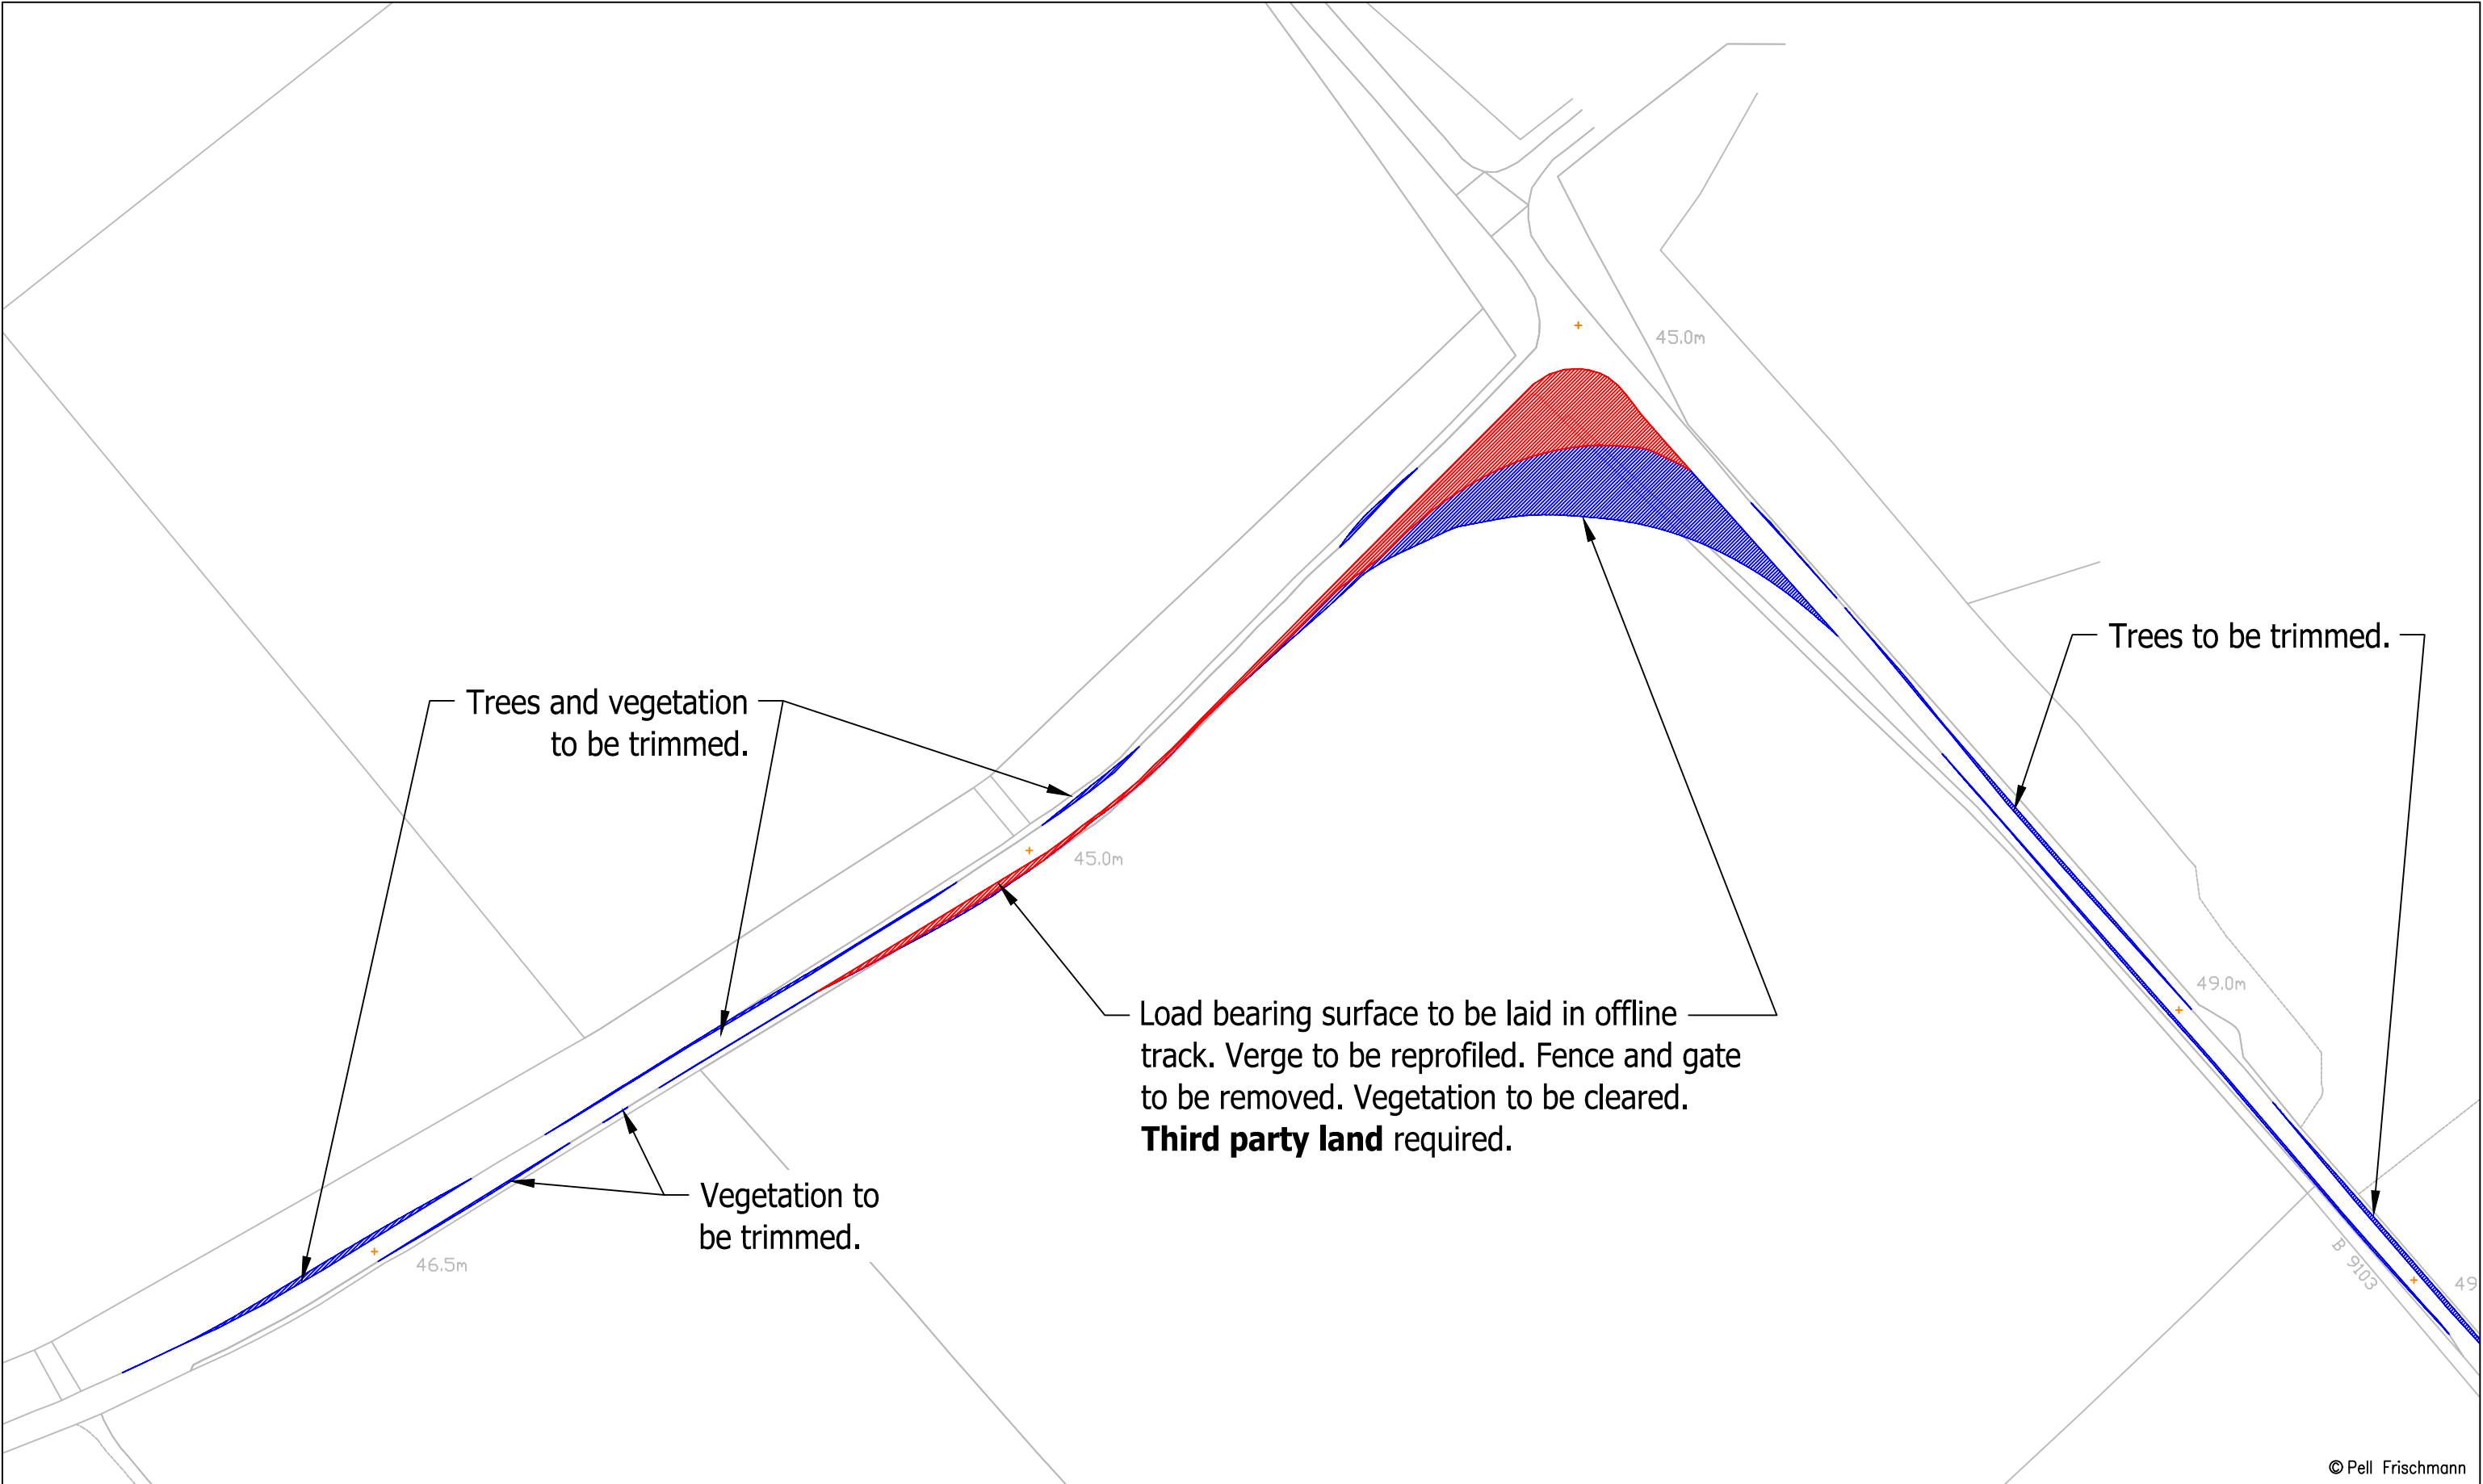 45.0m
Trees to be trimmed.
Trees and vegetation
to be trimmed.
45.0m
49.0m
Load bearing surface to be laid in offline
track. Verge to be reprofiled. Fence and gate
to be removed. Vegetation to be cleared.
Third party land required.
Vegetation to
be trimmed.
46.5m
B 9103
49
© Pell Frischmann